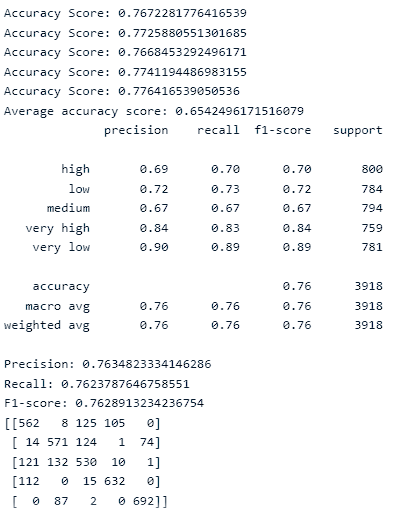 Accuracy Score: 0.7672281776416539
Accuracy Score: 0.7725880551301685
Accuracy Score: 0.7668453292496171
Accuracy Score: 0.7741194486983155
Accuracy Score: 0.776416539050536
Average accuracy score: 0.6542496171516079
precision recall f1-score support
high 0.69 0.70 0.70 800
low 0.72 0.73 0.72 784
medium 0.67 0.67 0.67 794
very high 0.84 0.83 0.84 759
very low 0.90 0.89 0.89 781
accuracy 0.76 3918
macro avg 0.76 0.76 0.76 3918
weighted avg 0.76 0.76 0.76 3918
Precision: 0.7634823334146286
Recall: 0.7623787646758551
F1-score: 0.7628913234236754
[[562 8 125 105 0]
[ 14 571 124 1 74]
[121 132 530 10 1]
[112 0 15 632 0]
[ 0 87 2 0 692]]